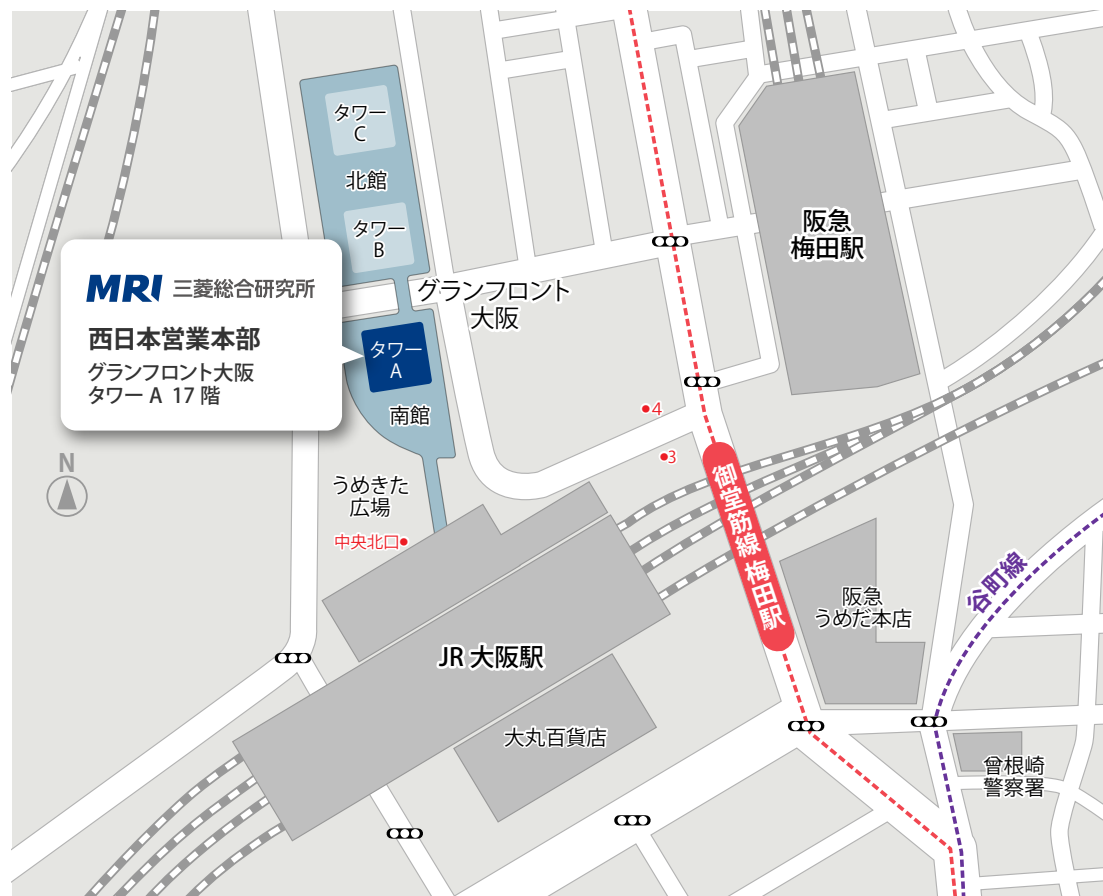 タワー
C
北館
タワー
B
MRI 三菱総合研究所
西日本営業本部
グランフロント大阪
タワー A 17 階
グランフロント
大阪
タワー
A
南館
阪急
梅田駅
4
3
N
うめきた
広場
中央北口
御堂筋線梅田駅
谷町線
阪急
うめだ本店
JR 大阪駅
大丸百貨店
曾根崎
警察署